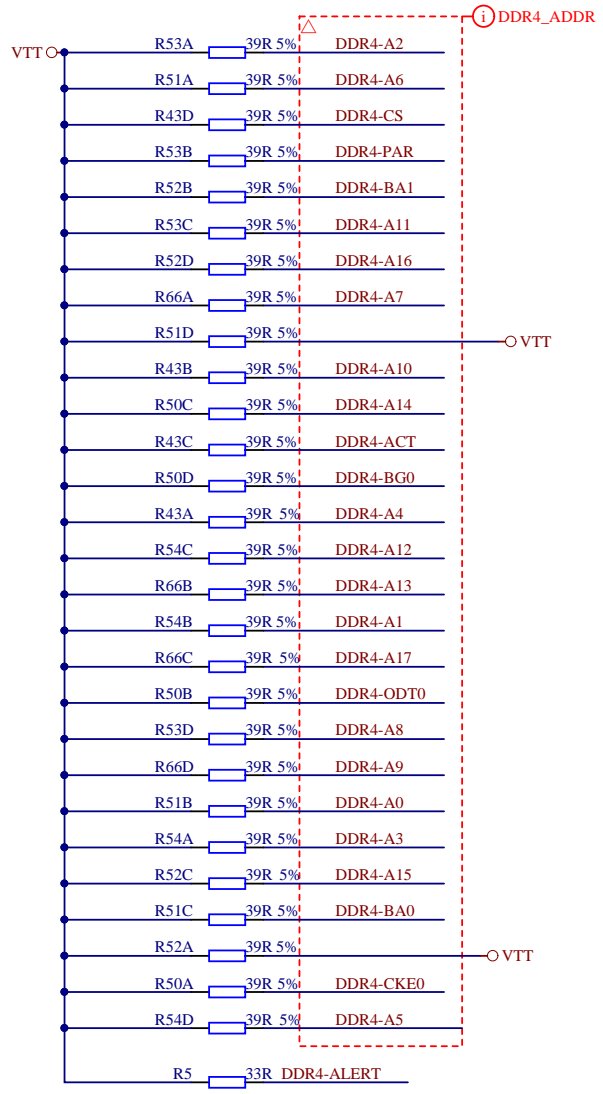 i DDR4_ADDR
VTT R53A 39R 5% DDR4-A2
R51A 39R 5% DDR4-A6
R43D 39R 5% DDR4-CS
R53B 39R 5% DDR4-PAR
R52B 39R 5% DDR4-BA1
R53C 39R 5% DDR4-A11
R52D 39R 5% DDR4-A16
R66A 39R 5% DDR4-A7
R51D 39R 5% VTT
R43B 39R 5% DDR4-A10
R50C 39R 5% DDR4-A14
R43C 39R 5% DDR4-ACT
R50D 39R 5% DDR4-BG0
R43A 39R 5% DDR4-A4
R54C 39R 5% DDR4-A12
R66B 39R 5% DDR4-A13
R54B 39R 5% DDR4-A1
R66C 39R 5% DDR4-A17
R50B 39R 5% DDR4-ODT0
R53D 39R 5% DDR4-A8
R66D 39R 5% DDR4-A9
R51B 39R 5% DDR4-A0
R54A 39R 5% DDR4-A3
R52C 39R 5% DDR4-A15
R51C 39R 5% DDR4-BA0
R52A 39R 5% VTT
R50A 39R 5% DDR4-CKE0
R54D 39R 5% DDR4-A5
R5 33R DDR4-ALERT